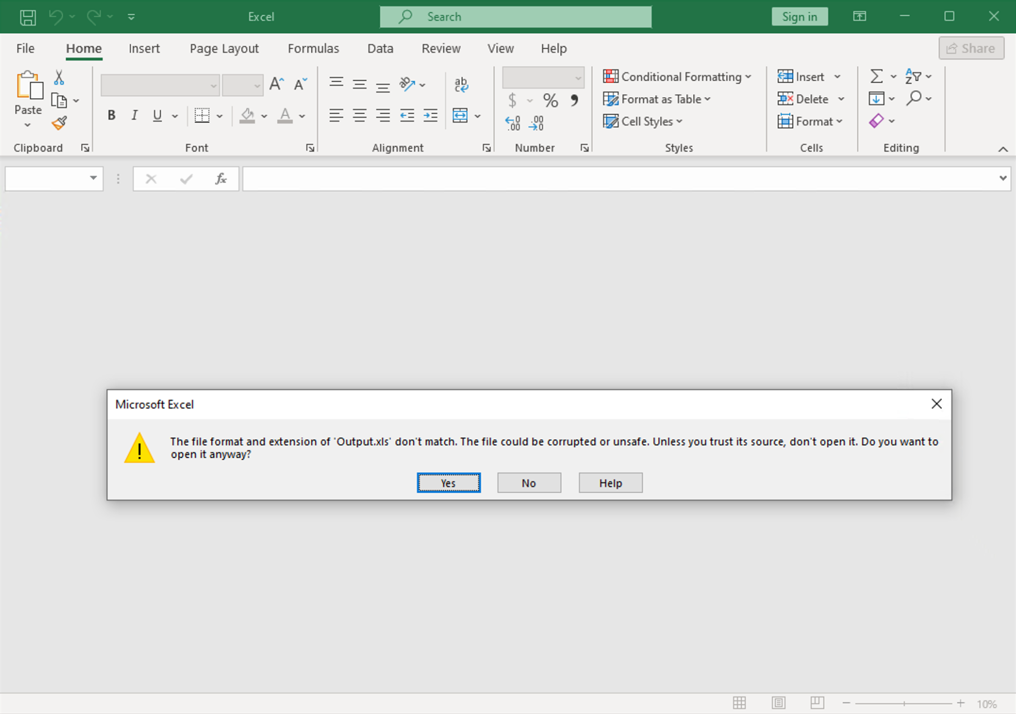 Excel
Search
Sign in
File Home Insert Page Layout Formulas Data Review View Help Share
Paste
Clipboard
B I U A
Font
ab
Alignment
$ % 9
.00
Number
Conditional Formatting
Format as Table
Cell Styles
Styles
Insert
Delete
Format
Cells
Editing
fx
Microsoft Excel
The file format and extension of 'Output.xls' don't match. The file could be corrupted or unsafe. Unless you trust its source, don't open it. Do you want to
open it anyway?
Yes No Help
10%